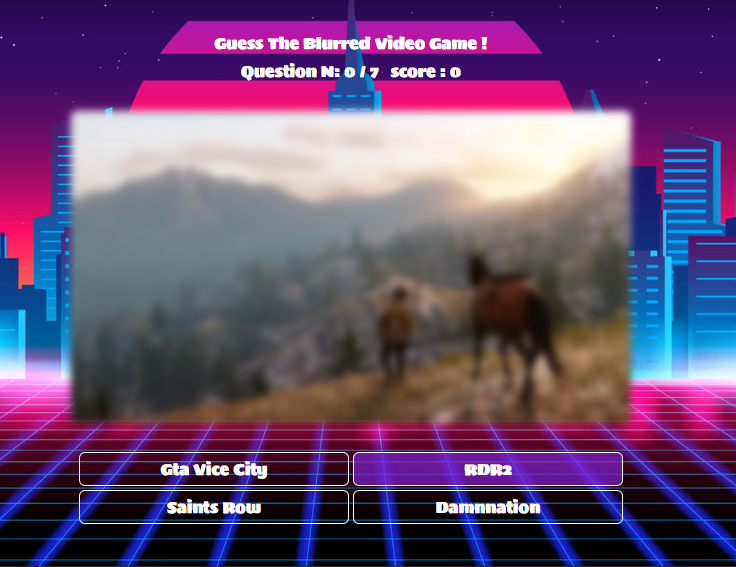 Guess The Blurred Video Game !
Question N: 0 / 7 score : 0
Gta Vice City
RDR2
Saints Row
Damnnation